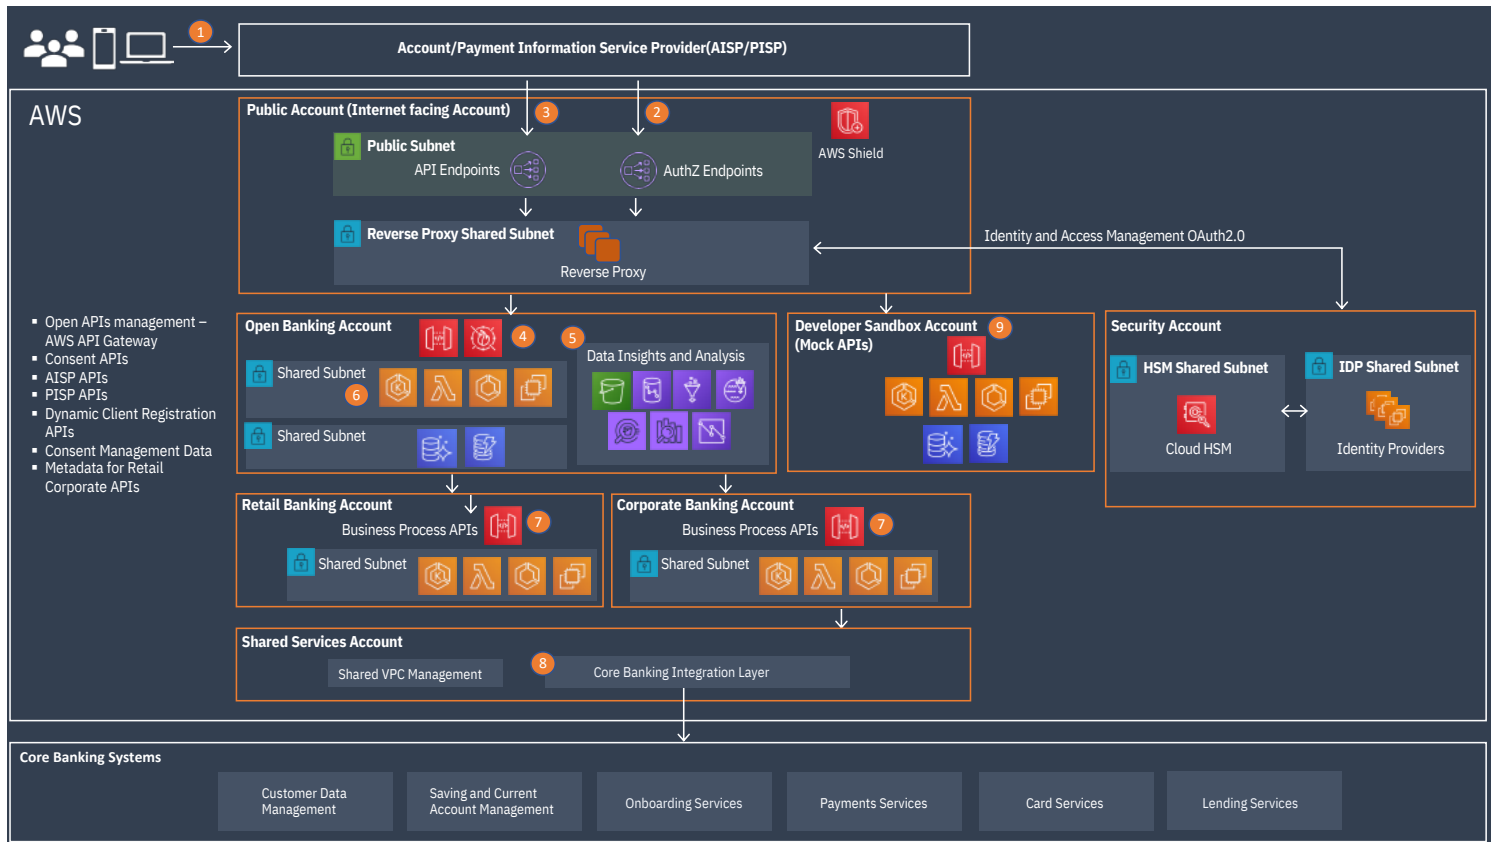 1
Account/Payment Information Service Provider(AISP/PISP)
AWS
Public Account (Internet facing Account)
3
2
Public Subnet
API Endpoints
AuthZ Endpoints
AWS Shield
Reverse Proxy Shared Subnet
Reverse Proxy
Identity and Access Management OAuth2.0
▪ Open APIs management –
AWS API Gateway
▪ Consent APIs
▪ AISP APIs
▪ PISP APIs
▪ Dynamic Client Registration
APIs
▪ Consent Management Data
▪ Metadata for Retail
Corporate APIs
Open Banking Account
4
5
Data Insights and Analysis
Shared Subnet
6
Shared Subnet
Developer Sandbox Account
(Mock APIs)
9
Security Account
HSM Shared Subnet
Cloud HSM
IDP Shared Subnet
Identity Providers
Retail Banking Account
Business Process APIs
7
Shared Subnet
Corporate Banking Account
Business Process APIs
7
Shared Subnet
Shared Services Account
Shared VPC Management
8
Core Banking Integration Layer
Core Banking Systems
Customer Data
Management
Saving and Current
Account Management
Onboarding Services
Payments Services
Card Services
Lending Services